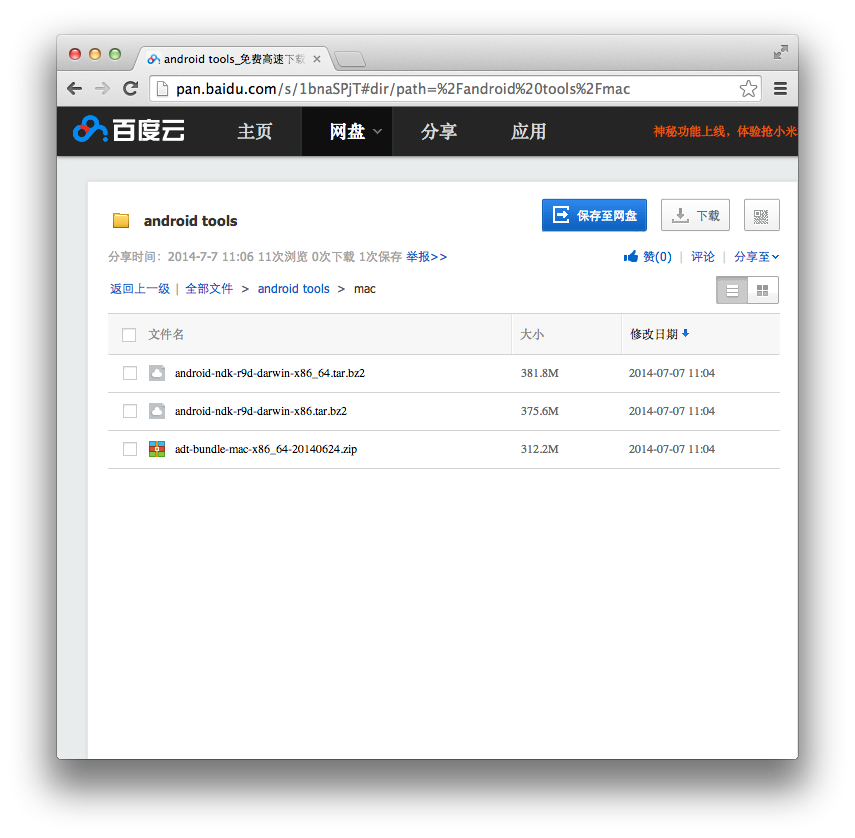 android tools_免费高速下载
pan.baidu.com/s/1bnaSPjT#dir/path=%2Fandroid%20tools%2Fmac
百度云 主页 网盘 分享 应用 神秘功能上线，体验抢小米
android tools 保存至网盘 下载
分享时间：2014-7-7 11:06 11次浏览 0次下载 1次保存 举报>> 赞(0) | 评论 | 分享至
返回上一级 | 全部文件 > android tools > mac
文件名 大小 修改日期
android-ndk-r9d-darwin-x86_64.tar.bz2 381.8M 2014-07-07 11:04
android-ndk-r9d-darwin-x86.tar.bz2 375.6M 2014-07-07 11:04
adt-bundle-mac-x86_64-20140624.zip 312.2M 2014-07-07 11:04